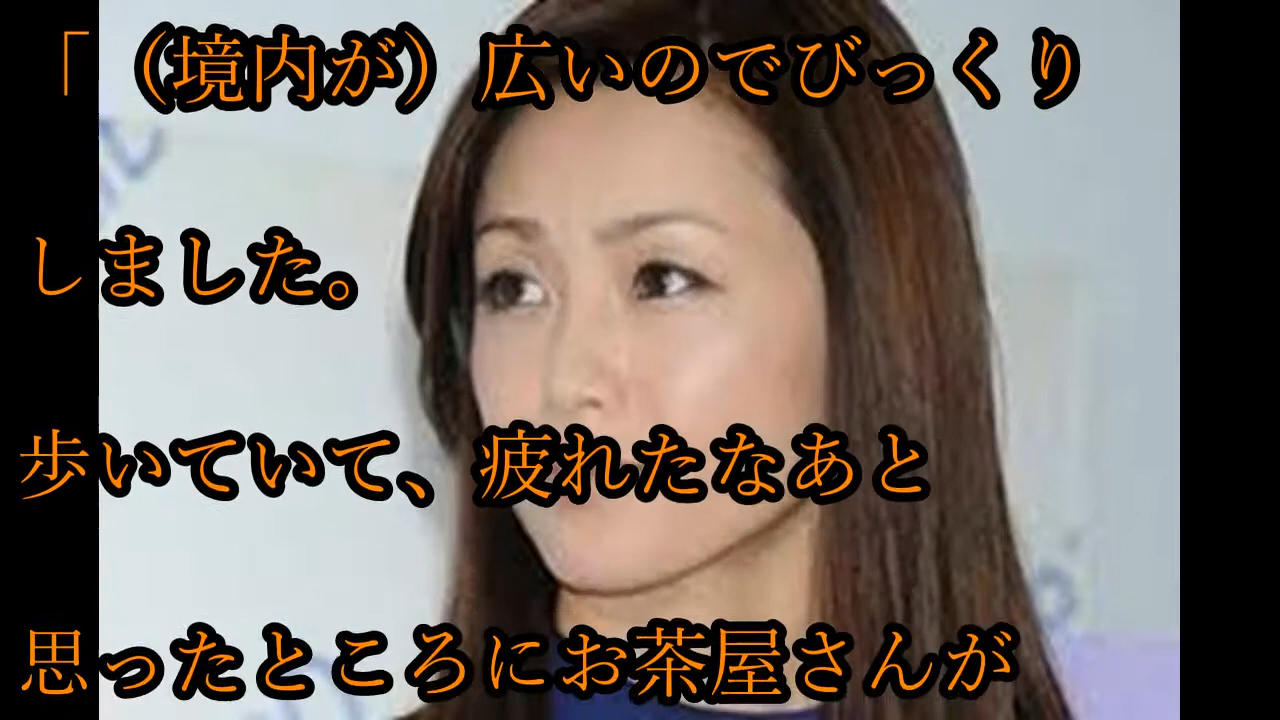 「（境内が）広いのでびっくり
しました。
歩いていて、疲れたなあと
思ったところにお茶屋さんが